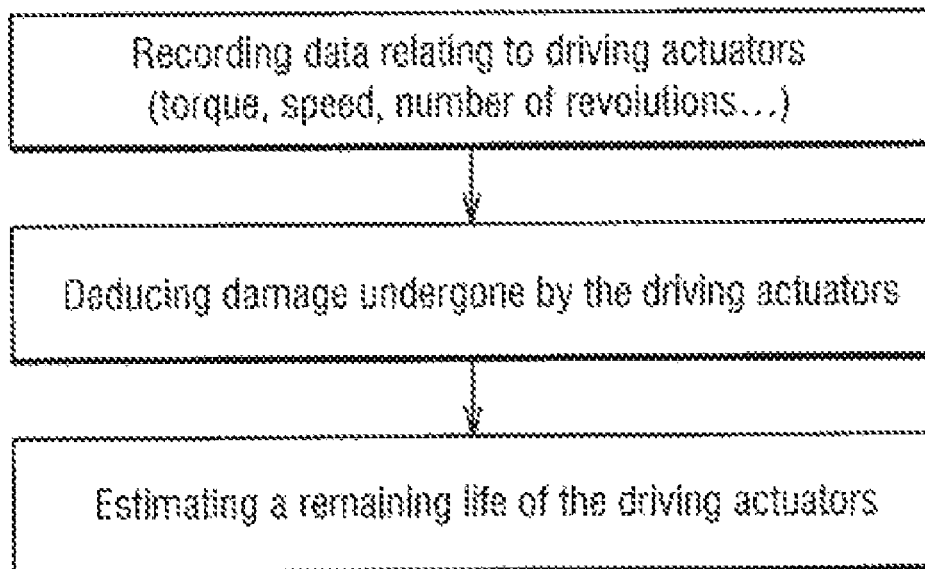 Recording data relating to driving actuators
(torque, speed, number of revolutions...)
Deducing damage undergone by the driving actuators
Estimating a remaining life of the driving actuators